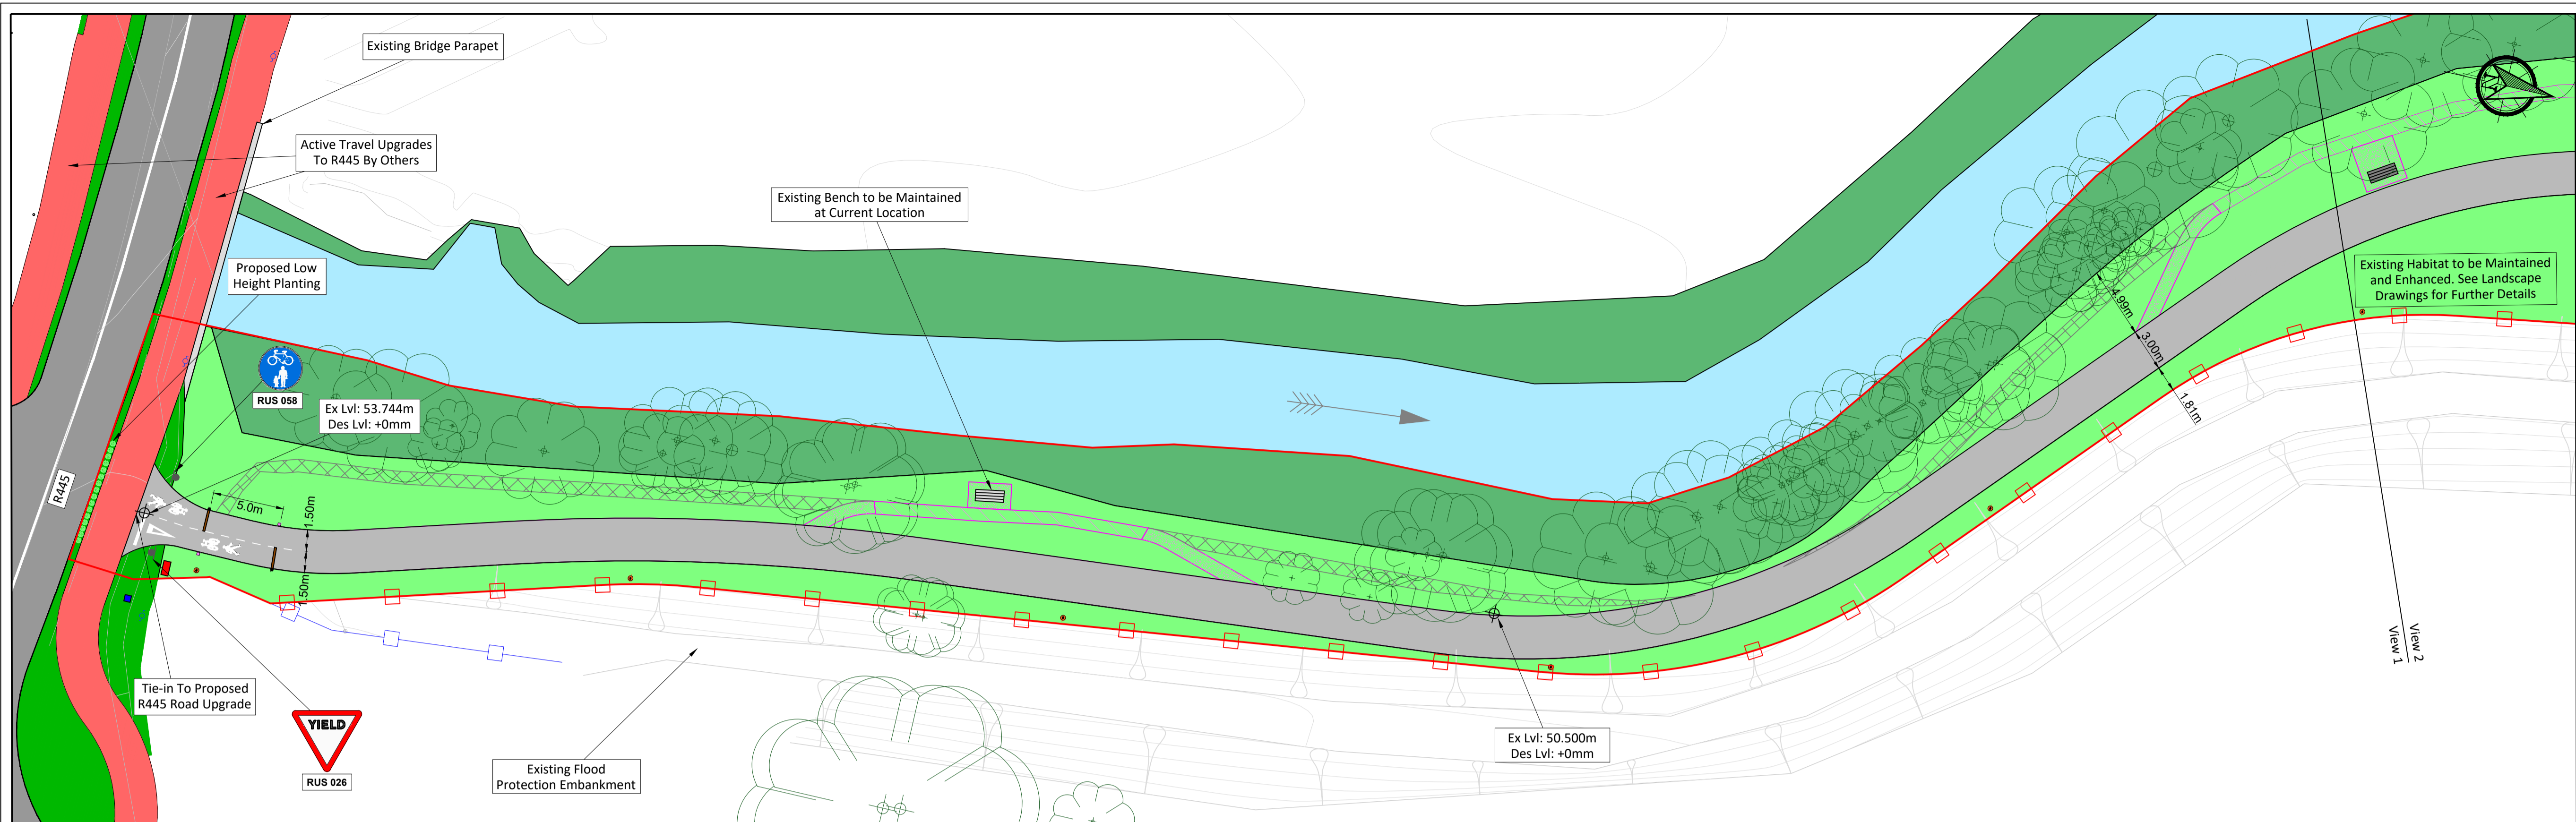 Existing Bridge Parapet
Active Travel Upgrades
To R445 By Others
Existing Bench to be Maintained
at Current Location
Proposed Low
Height Planting
Existing Habitat to be Maintained
and Enhanced. See Landscape
Drawings for Further Details
4.99m
3.00m
1.81m
RUS 058
Ex Lvl: 53.744m
Des Lvl: +0mm
R445
5.0m
1.50m
1.50m
View 2
View 1
Tie-in To Proposed
R445 Road Upgrade
YIELD
RUS 026
Existing Flood
Protection Embankment
Ex Lvl: 50.500m
Des Lvl: +0mm